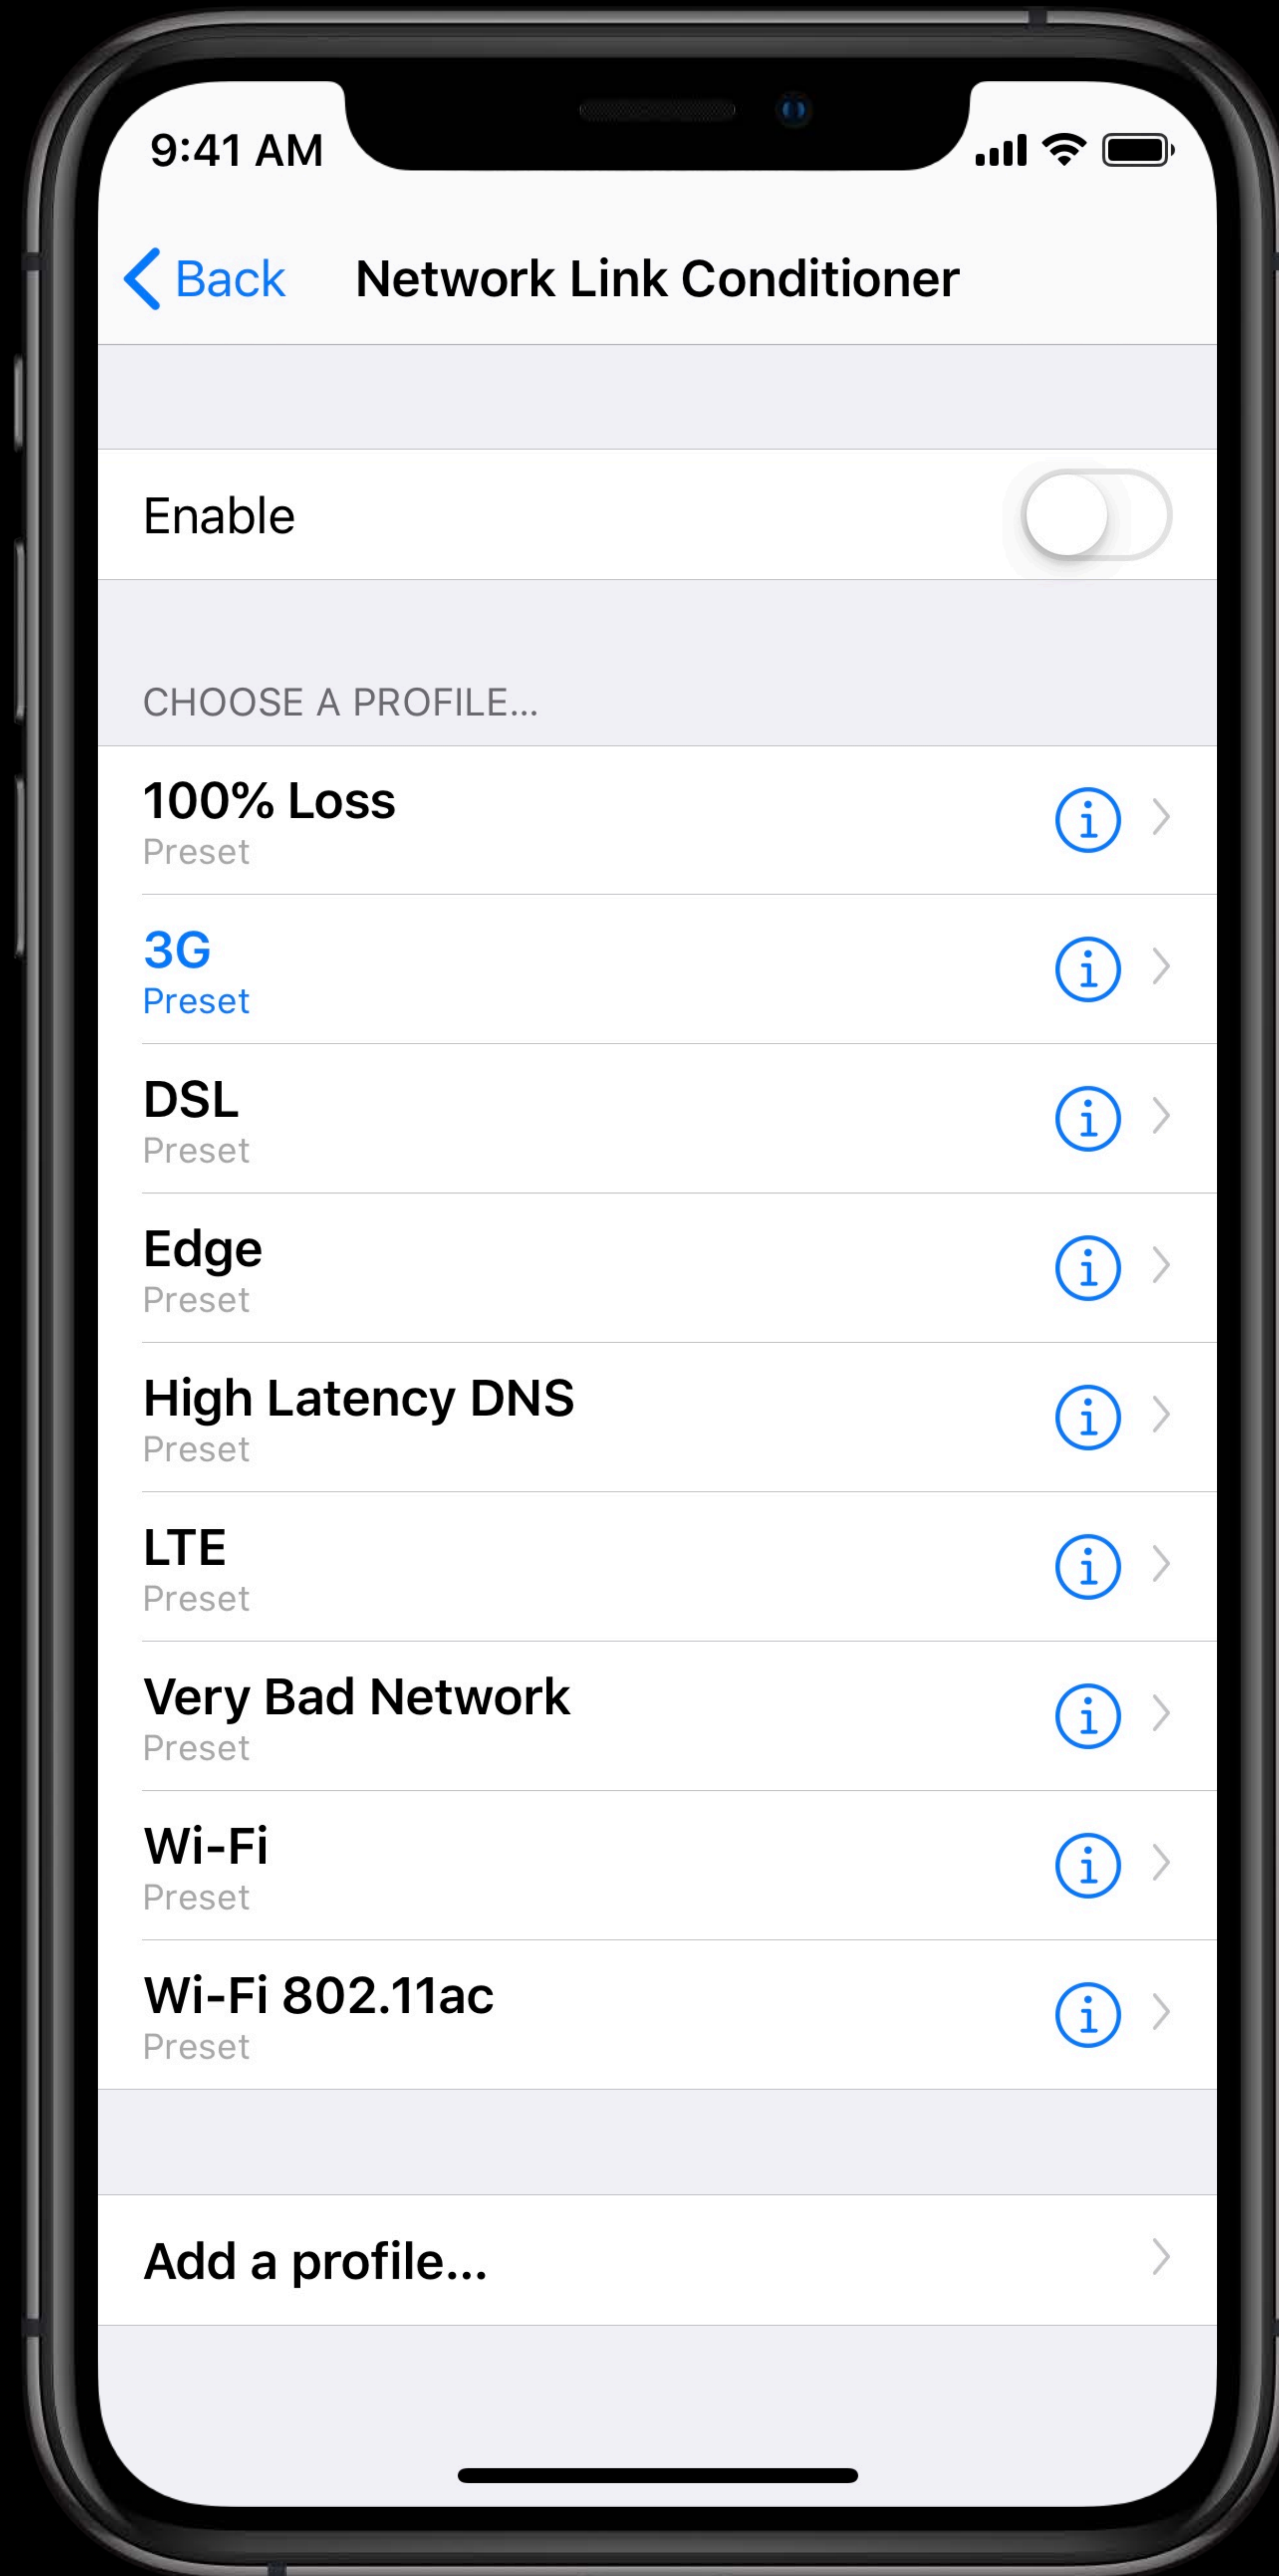 9:41 AM
Back
Network Link Conditioner
Enable
CHOOSE A PROFILE...
100% Loss
Preset
3G
Preset
DSL
Preset
Edge
Preset
High Latency DNS
Preset
LTE
Preset
Very Bad Network
Preset
Wi-Fi
Preset
Wi-Fi 802.11ac
Preset
Add a profile...